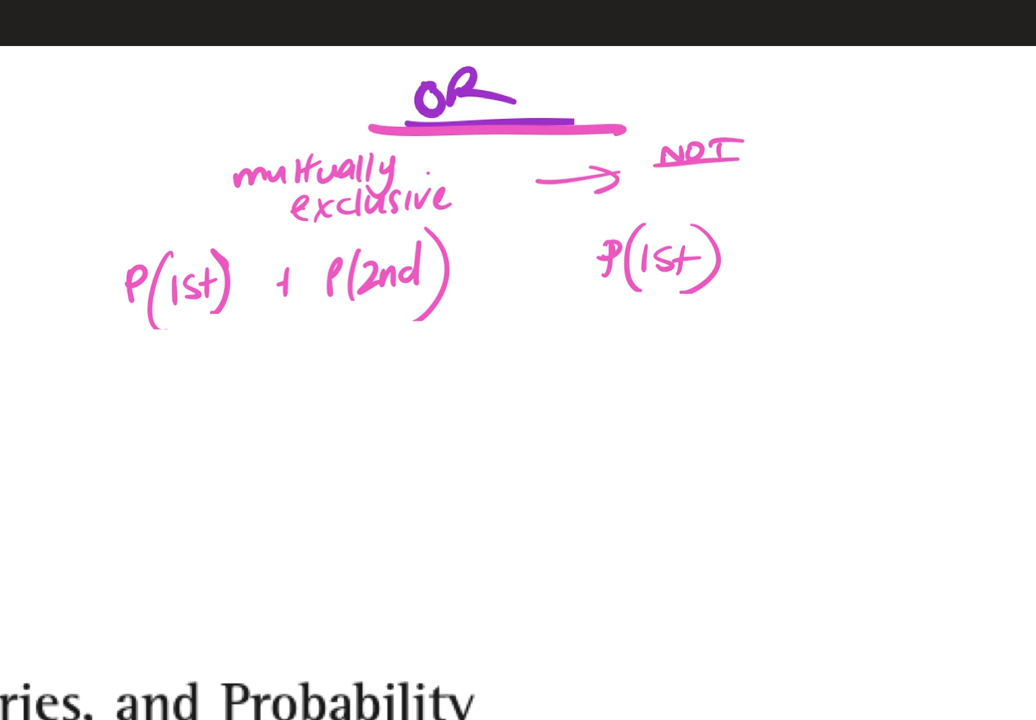 OR
mutually
exclusive
→ NOT
P(1st) + P(2nd)
P(1st)
ries, and Probability